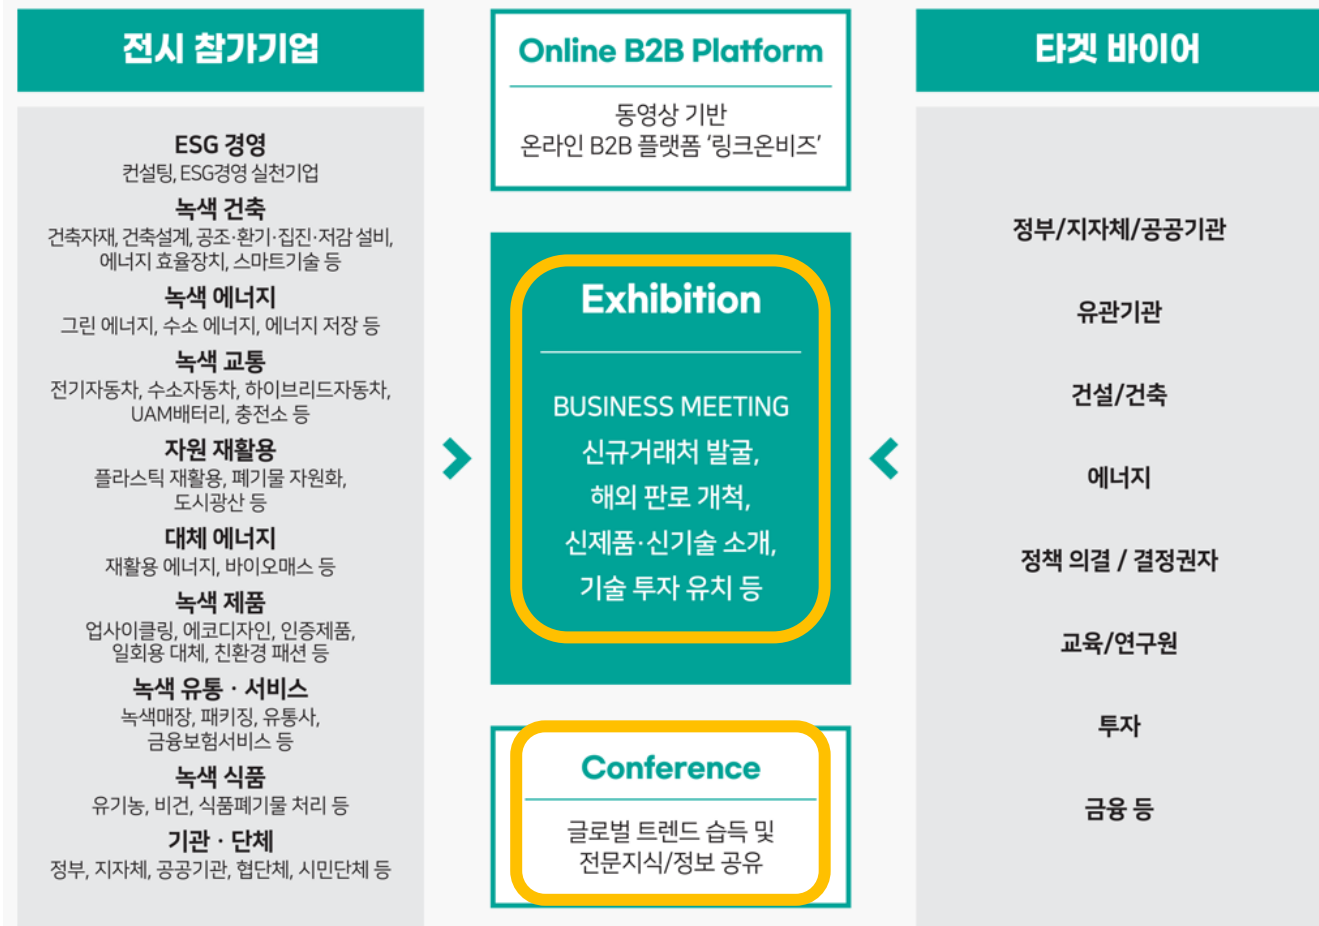 전시 참가기업
ESG 경영
컨설팅, ESG경영 실천기업
녹색 건축
건축자재, 건축설계, 공조·환기·집진·저감 설비,
에너지 효율장치, 스마트기술 등
녹색 에너지
그린 에너지, 수소 에너지, 에너지 저장 등
녹색 교통
전기자동차, 수소자동차, 하이브리드자동차,
UAM배터리, 충전소 등
자원 재활용
플라스틱 재활용, 폐기물 자원화,
도시광산 등
대체 에너지
재활용 에너지, 바이오매스 등
녹색 제품
업사이클링, 에코디자인, 인증제품,
일회용 대체, 친환경 패션 등
녹색 유통 · 서비스
녹색매장, 패키징, 유통사,
금융보험서비스 등
녹색 식품
유기농, 비건, 식품폐기물 처리 등
기관 · 단체
정부, 지자체, 공공기관, 협단체, 시민단체 등
Online B2B Platform
동영상 기반
온라인 B2B 플랫폼 ‘링크온비즈’
Exhibition
BUSINESS MEETING
신규거래처 발굴,
해외 판로 개척,
신제품·신기술 소개,
기술 투자 유치 등
Conference
글로벌 트렌드 습득 및
전문지식/정보 공유
타겟 바이어
정부/지자체/공공기관
유관기관
건설/건축
에너지
정책 의결 / 결정권자
교육/연구원
투자
금융 등